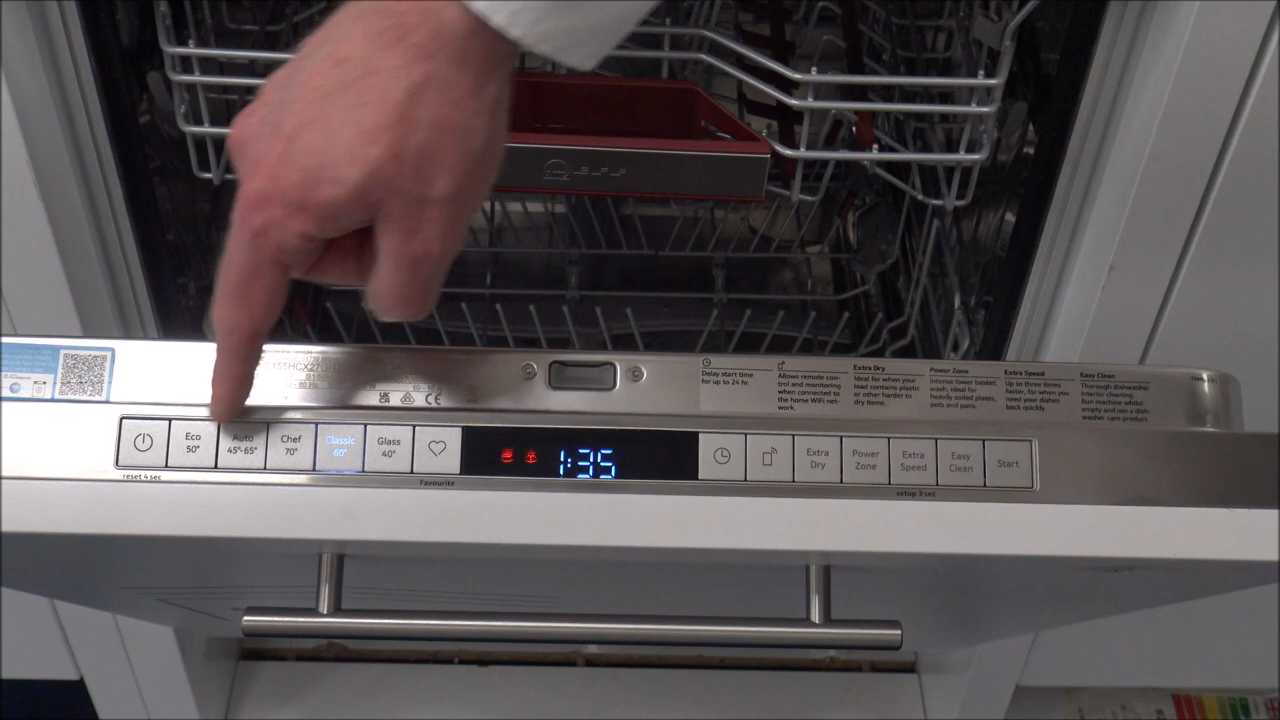 NEFF
S155HCX27G
CE
Delay start time
for up to 24 hr.
Allows remote con-
trol and monitoring
when connected to
the home WiFi net-
work.
Extra Dry
Ideal for when your
load contains plastic
or other harder to
dry items.
Power Zone
Intense lower basket
wash, ideal for
heavily soiled plates,
pots and pans.
Extra Speed
Up to three times
faster, for when you
need your dishes
back quickly.
Easy Clean
Thorough dishwasher
interior cleaning.
Run machine whilst
empty and use a dish-
washer care product.
Eco
50°
Auto
45°-65°
Chef
70°
Classic
60°
Glass
40°
1:35
Extra
Dry
Power
Zone
Extra
Speed
Easy
Clean
Start
reset 4 sec
Favourite
setup 3 sec